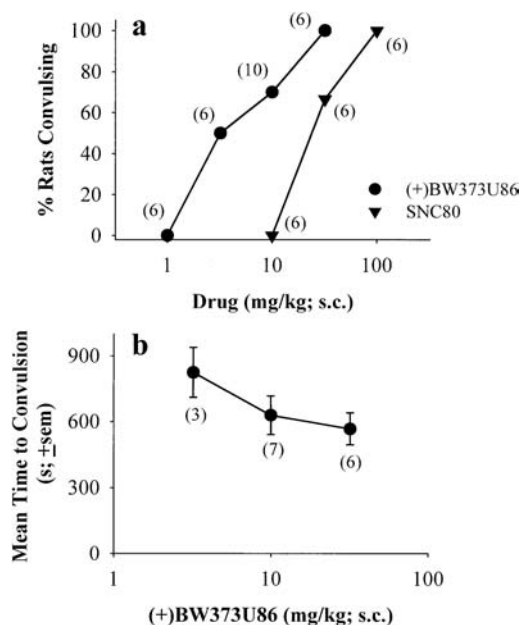 a
(6)
100
(6)
80
(10)
60
(6)
(6)
40
20
(6)
(6)
0
% Rats Convulsing
(+)BW373U86
SNC80
1 10 100
Drug (mg/kg; s.c.)
b
900
600
300
0
(3)
(7)
(6)
Mean Time to Convulsion
(s; +sem)
1 10 100
(+)BW373U86 (mg/kg; s.c.)